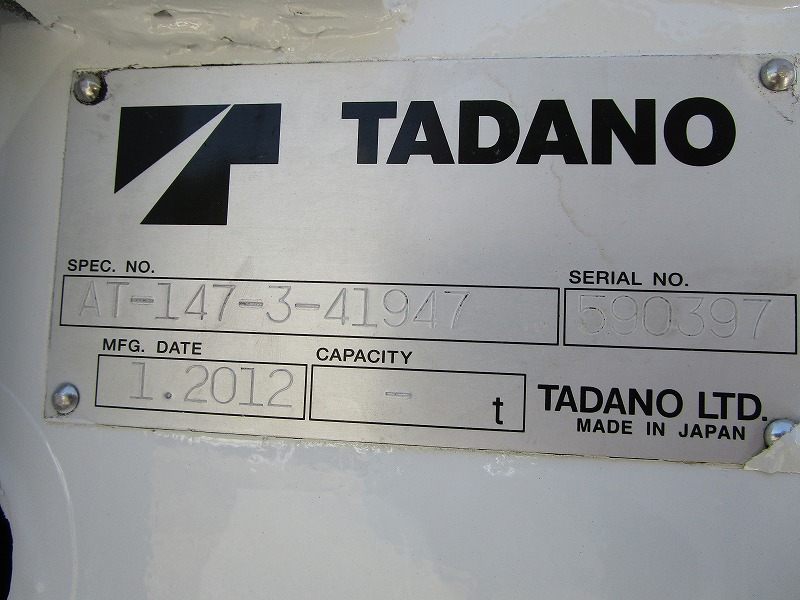 TADANO
SPEC. NO.
AT-147-3-41947
SERIAL NO.
590397
MFG. DATE
1.2012
CAPACITY
- t
TADANO LTD.
MADE IN JAPAN